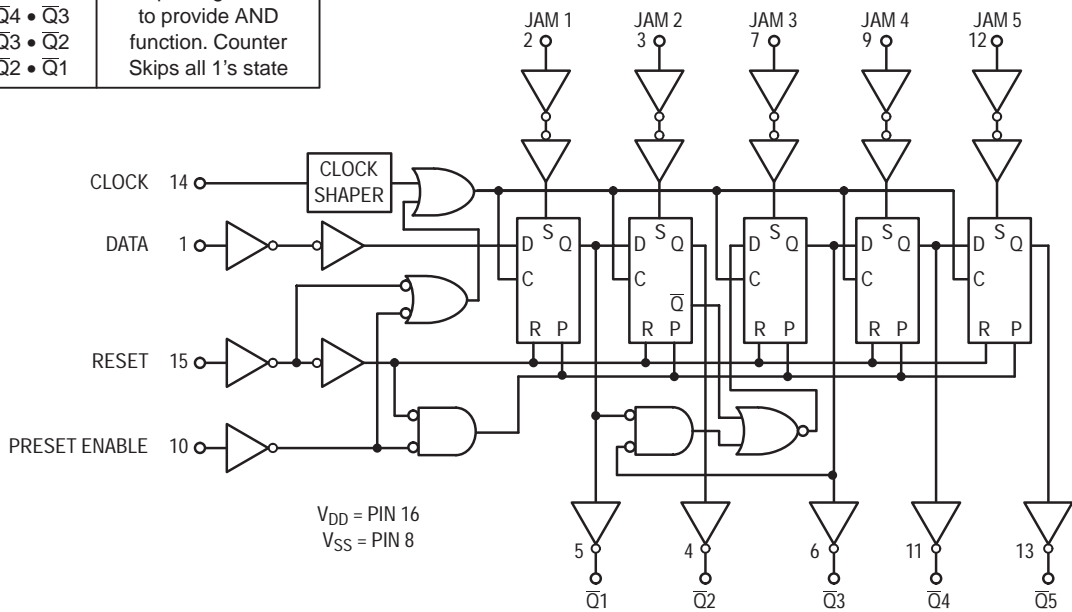 Q̅4 • Q̅3
Q̅3 • Q̅2
Q̅2 • Q̅1
to provide AND
function. Counter
Skips all 1's state
JAM 1
JAM 2
JAM 3
JAM 4
JAM 5
2
3
7
9
12
CLOCK 14
CLOCK
SHAPER
DATA 1
D S Q
C
R P
D S Q
C
Q̅
R P
D S Q
C
R P
D S Q
C
R P
D S Q
C
R P
RESET 15
PRESET ENABLE 10
VDD = PIN 16
VSS = PIN 8
5
4
6
11
13
Q̅1
Q̅2
Q̅3
Q̅4
Q̅5